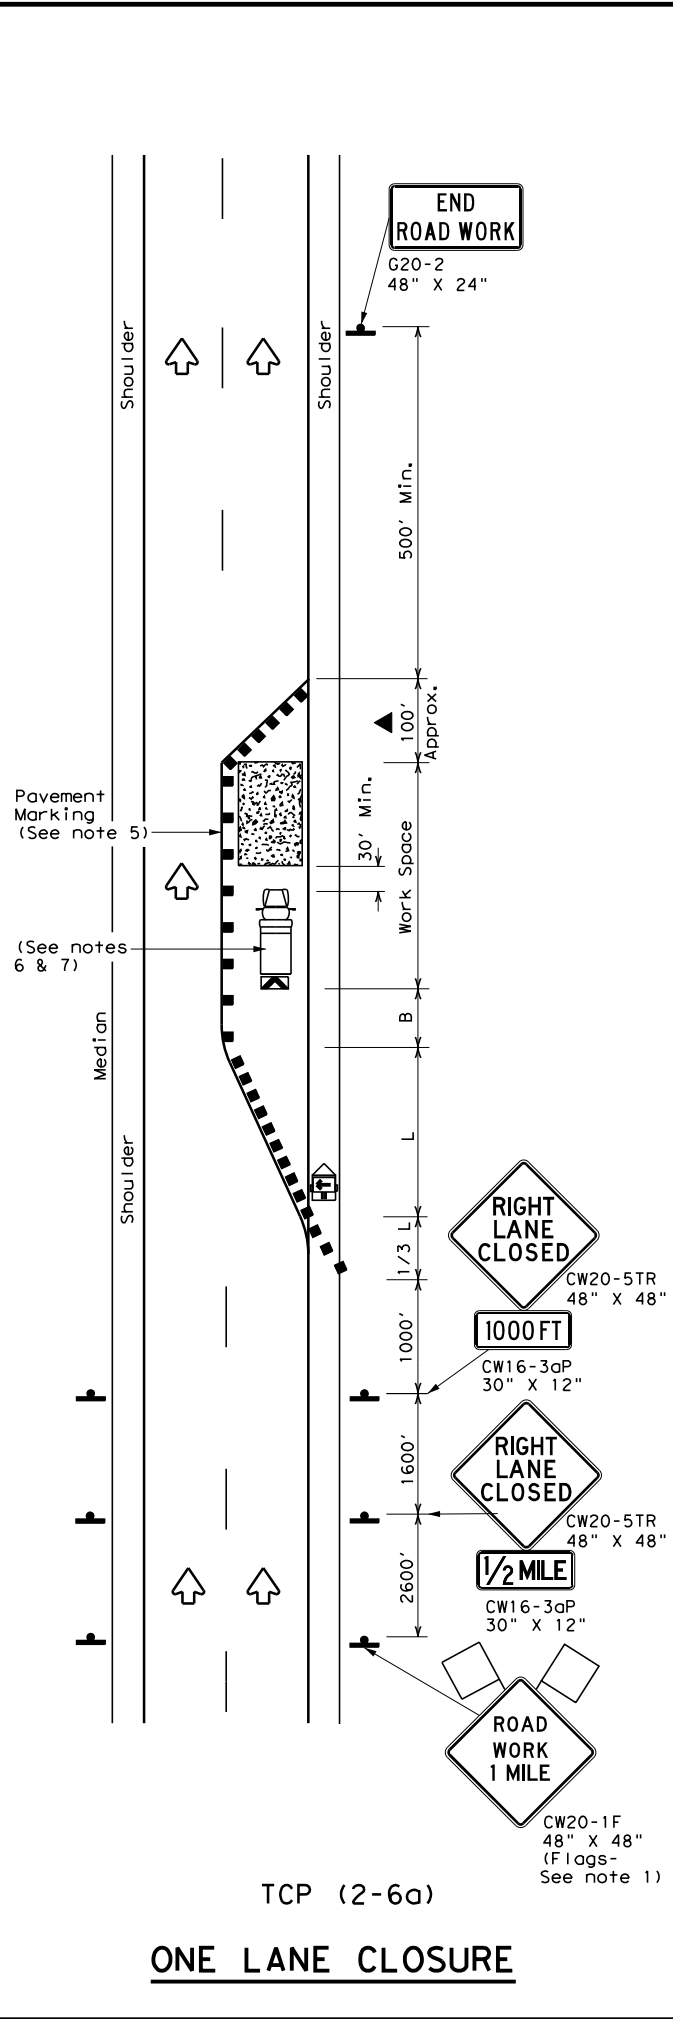 END
ROAD WORK
G20-2
48" X 24"
Shoulder
Shoulder
500' Min.
100'
Approx.
30' Min.
Pavement
Marking
(See note 5)
Work Space
(See notes
6 & 7)
B
Median
L
Shoulder
RIGHT
LANE
CLOSED
1/3 L
CW20-5TR
48" X 48"
1000 FT
1000'
CW16-3aP
30" X 12"
RIGHT
LANE
CLOSED
1600'
CW20-5TR
48" X 48"
1/2 MILE
2600'
CW16-3aP
30" X 12"
ROAD
WORK
1 MILE
CW20-1F
48" X 48"
(Flags-
See note 1)
TCP (2-6a)
ONE LANE CLOSURE